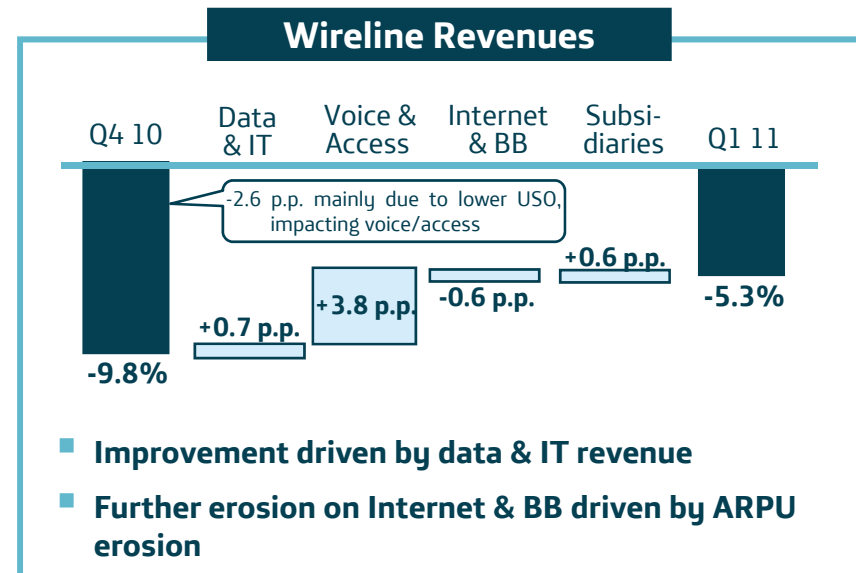 Wireline Revenues
Q4 10
Data
& IT
Voice &
Access
Internet
& BB
Subsi-
diaries
Q1 11
-2.6 p.p. mainly due to lower USO,
impacting voice/access
+0.7 p.p.
+3.8 p.p.
-0.6 p.p.
+0.6 p.p.
-5.3%
-9.8%
Improvement driven by data & IT revenue
Further erosion on Internet & BB driven by ARPU
erosion